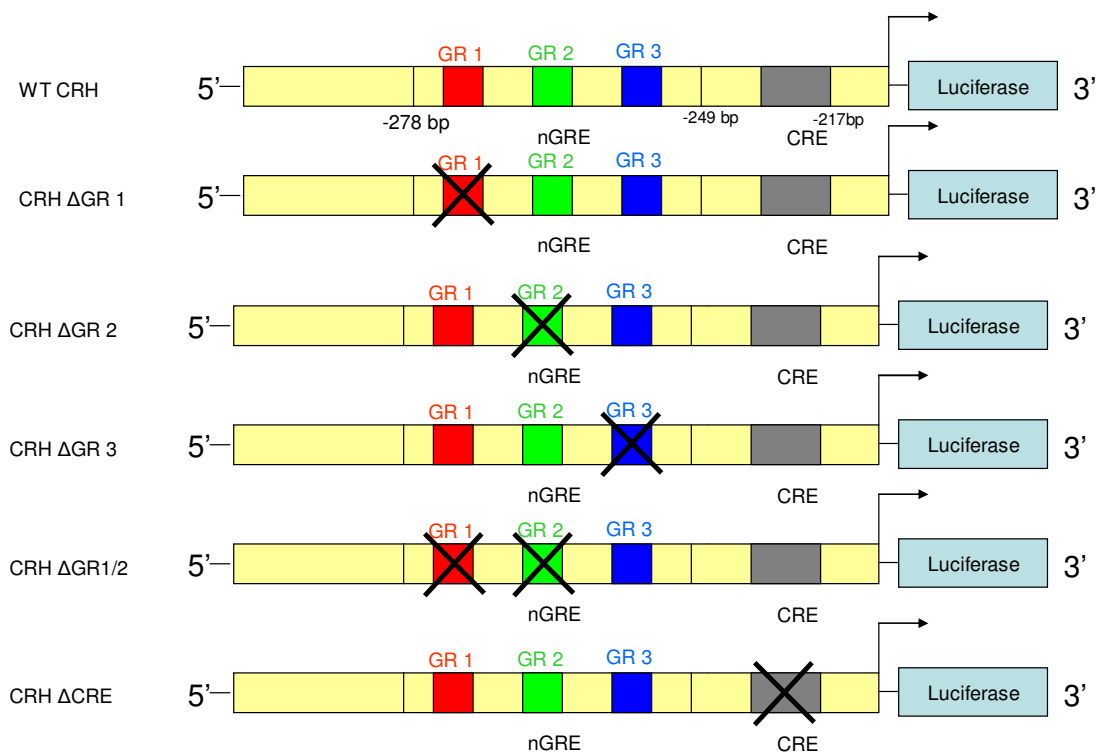 GR 1 GR 2 GR 3
WT CRH 5’ Luciferase 3’
-278 bp nGRE -249 bp CRE -217bp
GR 1 GR 2 GR 3
CRH ΔGR 1 5’ Luciferase 3’
nGRE CRE
GR 1 GR 2 GR 3
CRH ΔGR 2 5’ Luciferase 3’
nGRE CRE
GR 1 GR 2 GR 3
CRH ΔGR 3 5’ Luciferase 3’
nGRE CRE
GR 1 GR 2 GR 3
CRH ΔGR1/2 5’ Luciferase 3’
nGRE CRE
GR 1 GR 2 GR 3
CRH ΔCRE 5’ Luciferase 3’
nGRE CRE